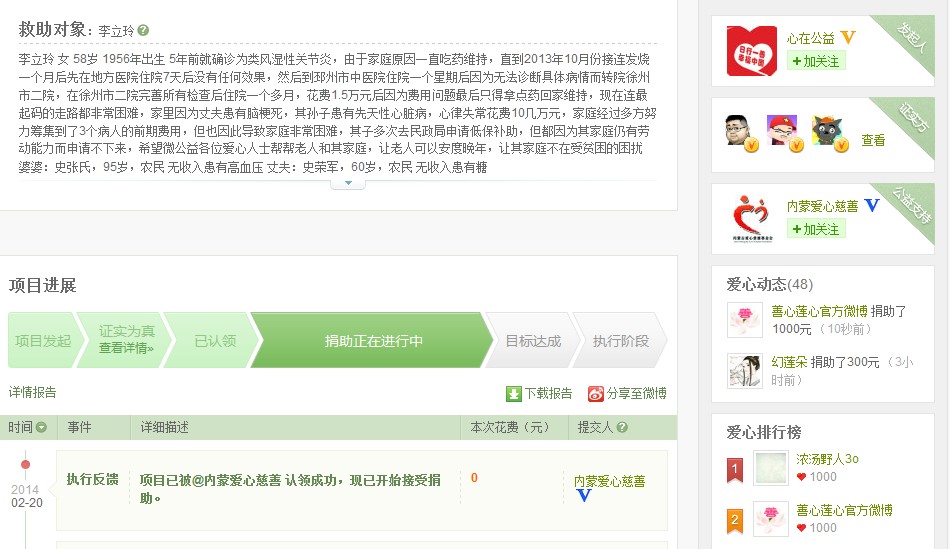 救助对象：李立玲
李立玲 女 58岁 1956年出生 5年前就确诊为类风湿性关节炎，由于家庭原因一直吃药维持，直到2013年10月份接连发烧
一个月后先在地方医院住院7天后没有任何效果，然后到邳州市中医院住院一个星期后因为无法诊断具体病情而转院徐州
市二院，在徐州市二院完善所有检查后住院一个多月，花费1.5万元后因为费用问题最后只得拿点药回家维持，现在连最
起码的走路都非常困难，家里因为丈夫患有脑梗死，其孙子患有先天性心脏病，心律失常花费10几万元，家庭经过多方努
力筹集到了3个病人的前期费用，但也因此导致家庭非常困难，其子多次去民政局申请低保补助，但都因为其家庭仍有劳
动能力而申请不下来，希望微公益各位爱心人士帮帮老人和其家庭，让老人可以安度晚年，让其家庭不在受贫困的困扰
婆婆：史张氏，95岁，农民 无收入患有高血压 丈夫：史荣军，60岁，农民 无收入患有糖
项目进展
项目发起
证实为真
查看详情»
已认领
捐助正在进行中
目标达成
执行阶段
详情报告
下载报告
分享至微博
时间 事件 详细描述 本次花费（元） 提交人
2014
02-20
执行反馈
项目已被@内蒙爱心慈善 认领成功，现已开始接受捐
助。
0
内蒙爱心慈善
心在公益
+加关注
发起人
日行一善
幸福中国
查看
证实方
内蒙爱心慈善
+加关注
公益支持
爱心动态(48)
善心莲心官方微博 捐助了
1000元（10秒前）
幻莲朵 捐助了300元（3小
时前）
爱心排行榜
1
浓汤野人3o
1000
2
善心莲心官方微博
1000